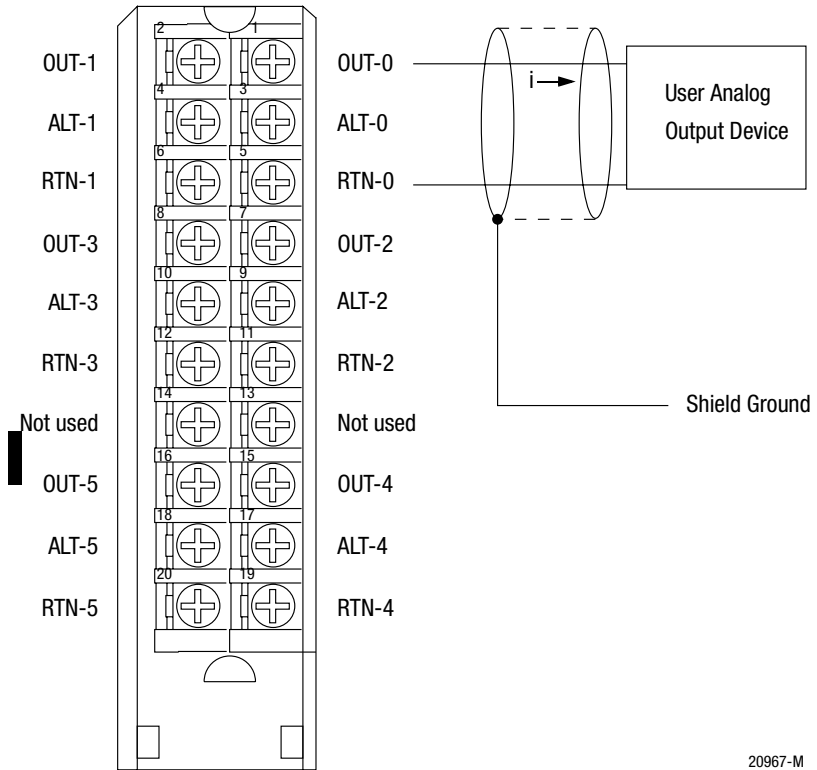 2 1
OUT-1 OUT-0
i
User Analog
Output Device
4 3
ALT-1 ALT-0
6 5
RTN-1 RTN-0
8 7
OUT-3 OUT-2
10 9
ALT-3 ALT-2
12 11
RTN-3 RTN-2
14 13
Not used Not used
Shield Ground
16 15
OUT-5 OUT-4
18 17
ALT-5 ALT-4
20 19
RTN-5 RTN-4
20967-M